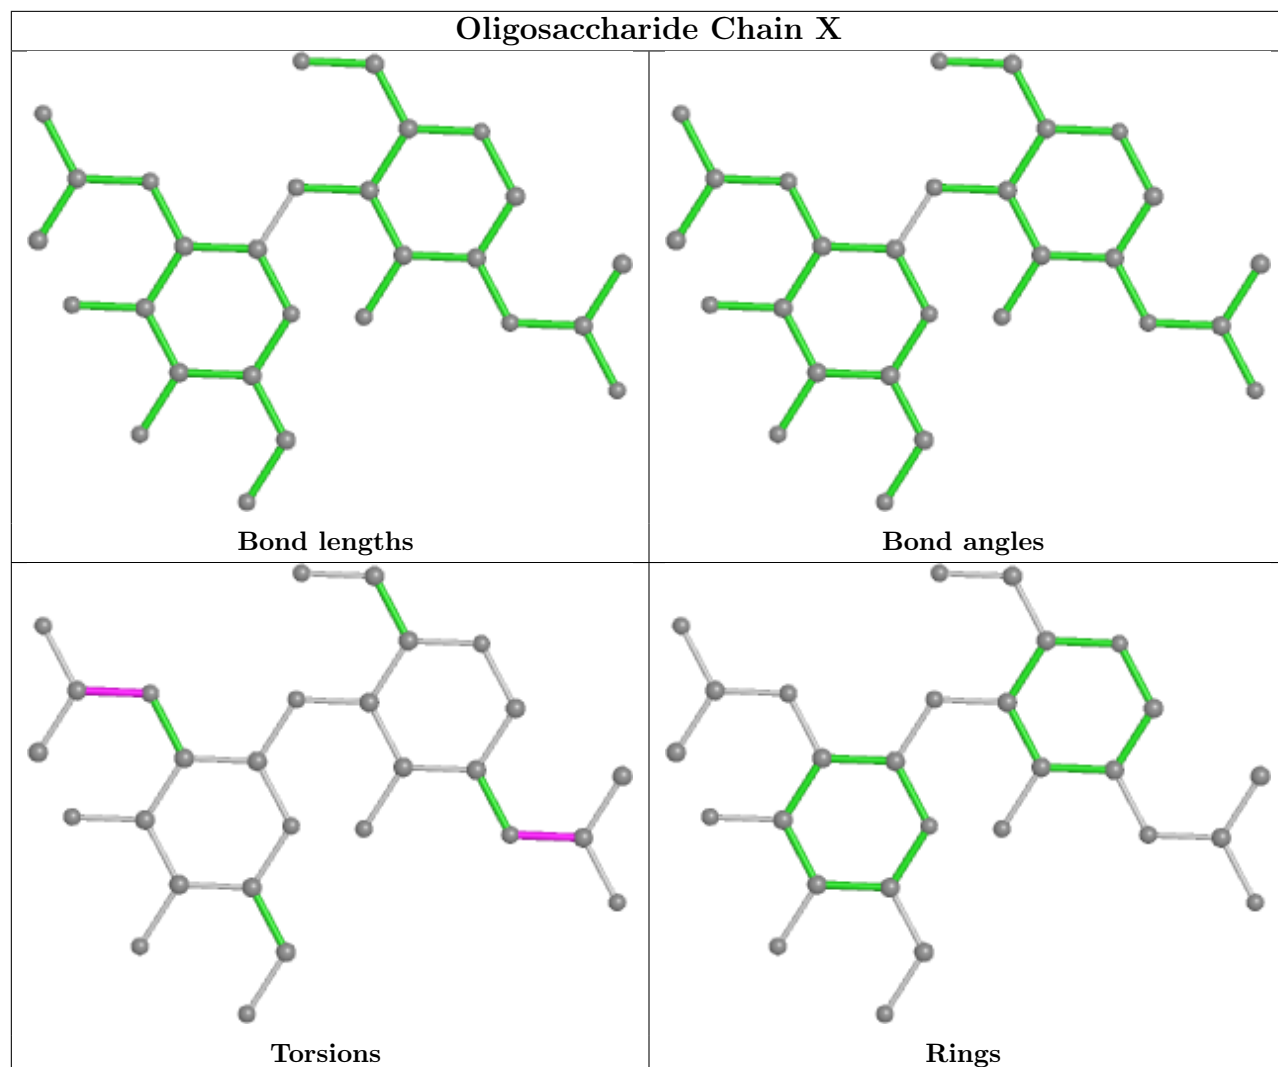 Oligosaccharide Chain X
Bond lengths
Bond angles
Torsions
Rings